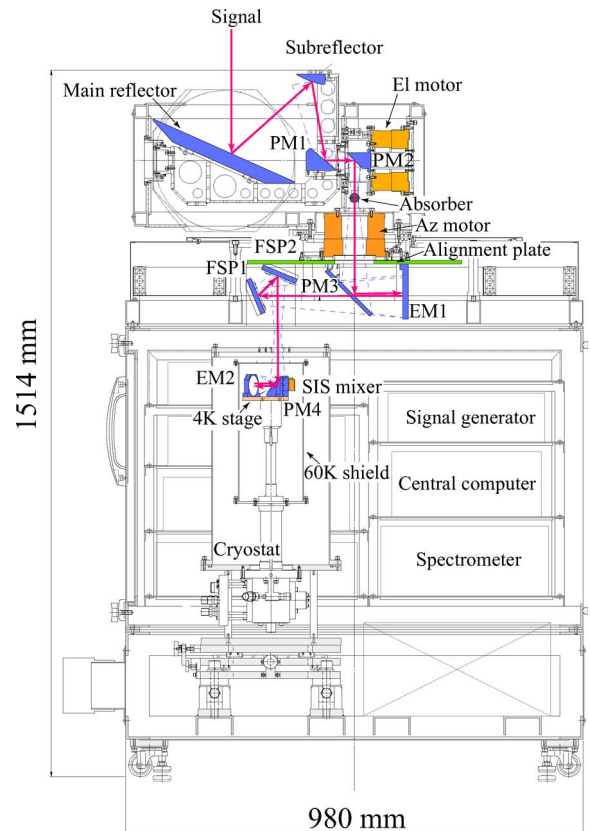 Signal
Subreflector
Main reflector
El motor
PM1
PM2
Absorber
Az motor
FSP2
Alignment plate
FSP1
PM3
EM1
EM2
SIS mixer
4K stage
PM4
Signal generator
60K shield
Central computer
Cryostat
Spectrometer
1514 mm
980 mm